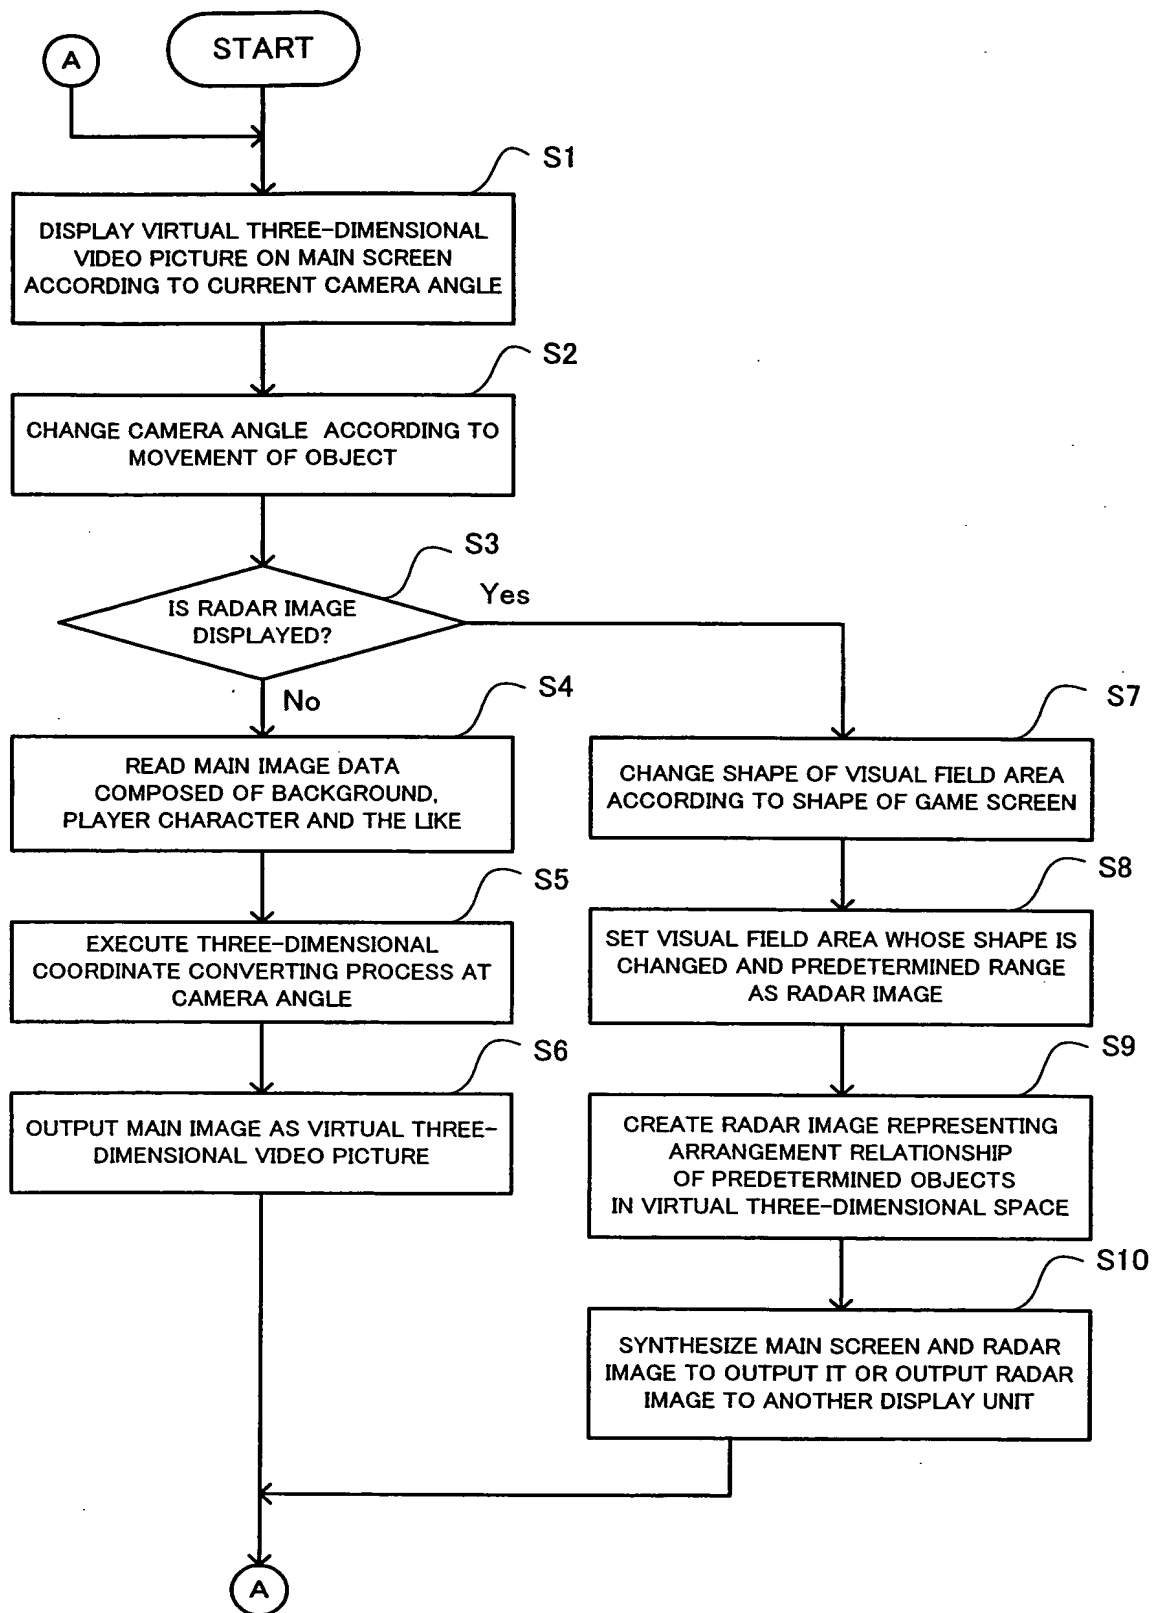 START
A
S1
DISPLAY VIRTUAL THREE-DIMENSIONAL
VIDEO PICTURE ON MAIN SCREEN
ACCORDING TO CURRENT CAMERA ANGLE
S2
CHANGE CAMERA ANGLE ACCORDING TO
MOVEMENT OF OBJECT
S3
IS RADAR IMAGE
DISPLAYED?
Yes
No
S4
READ MAIN IMAGE DATA
COMPOSED OF BACKGROUND,
PLAYER CHARACTER AND THE LIKE
S5
EXECUTE THREE-DIMENSIONAL
COORDINATE CONVERTING PROCESS AT
CAMERA ANGLE
S6
OUTPUT MAIN IMAGE AS VIRTUAL THREE-
DIMENSIONAL VIDEO PICTURE
S7
CHANGE SHAPE OF VISUAL FIELD AREA
ACCORDING TO SHAPE OF GAME SCREEN
S8
SET VISUAL FIELD AREA WHOSE SHAPE IS
CHANGED AND PREDETERMINED RANGE
AS RADAR IMAGE
S9
CREATE RADAR IMAGE REPRESENTING
ARRANGEMENT RELATIONSHIP
OF PREDETERMINED OBJECTS
IN VIRTUAL THREE-DIMENSIONAL SPACE
S10
SYNTHESIZE MAIN SCREEN AND RADAR
IMAGE TO OUTPUT IT OR OUTPUT RADAR
IMAGE TO ANOTHER DISPLAY UNIT
A